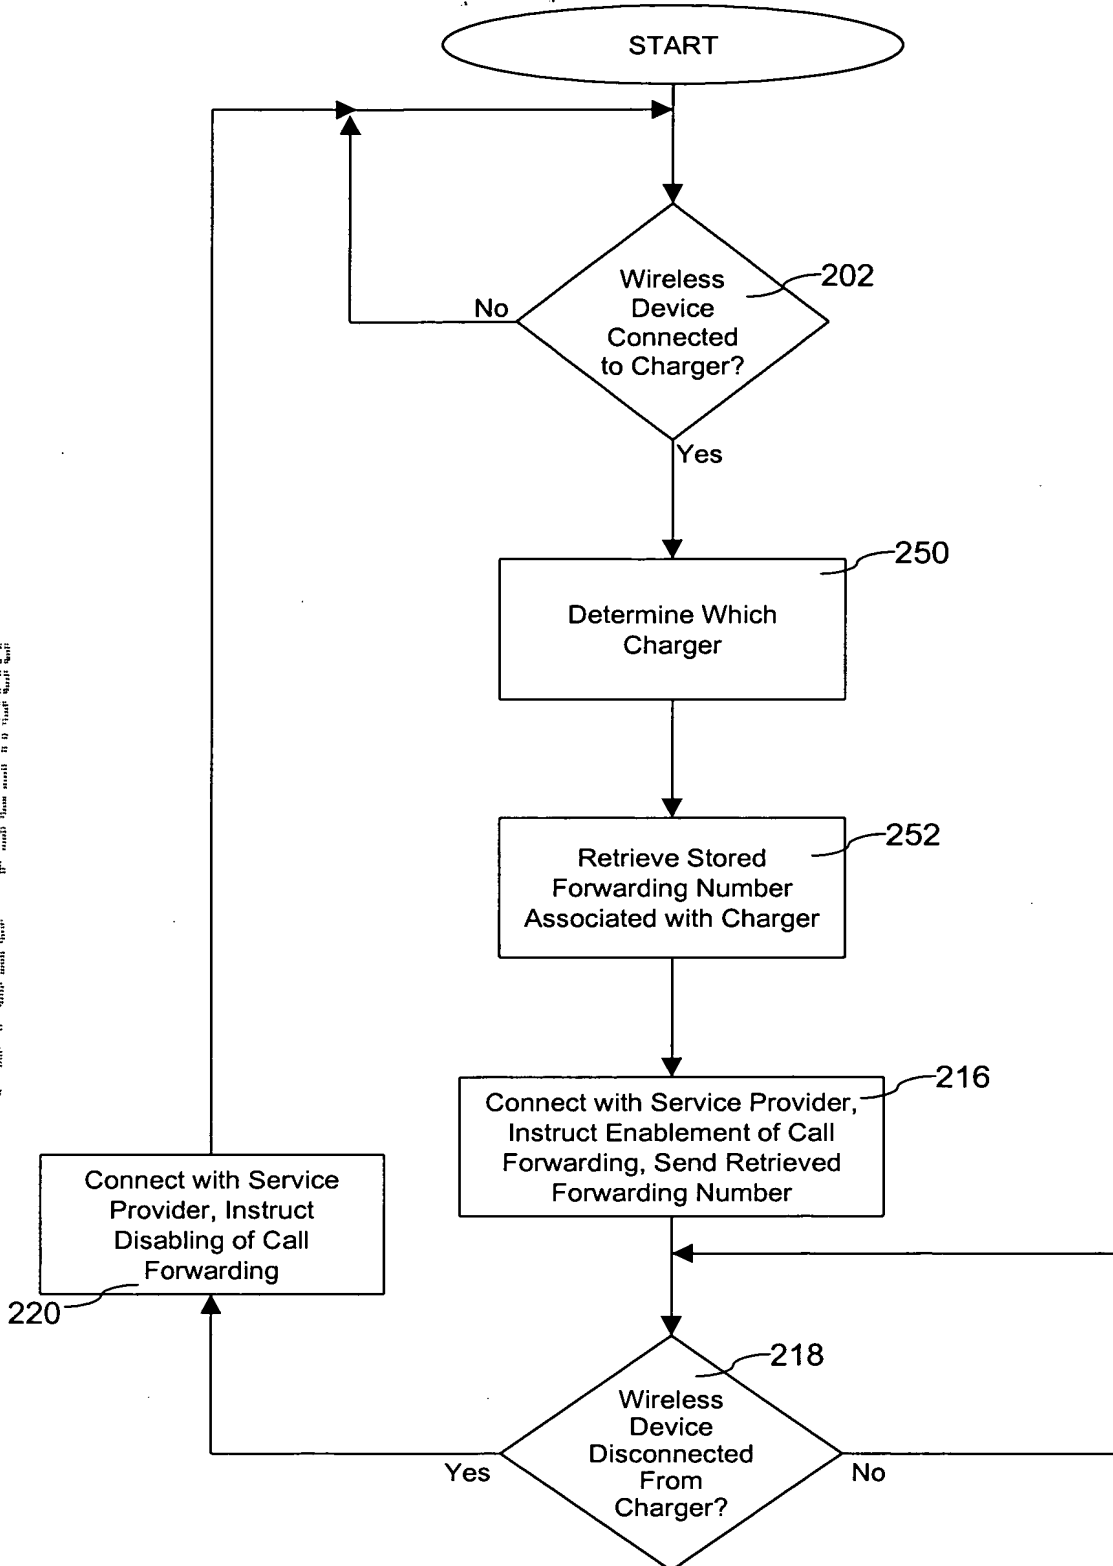 START
Wireless
Device
Connected
to Charger?
202
No
Yes
250
Determine Which
Charger
252
Retrieve Stored
Forwarding Number
Associated with Charger
216
Connect with Service Provider,
Instruct Enablement of Call
Forwarding, Send Retrieved
Forwarding Number
Connect with Service
Provider, Instruct
Disabling of Call
Forwarding
220
218
Wireless
Device
Disconnected
From
Charger?
Yes
No